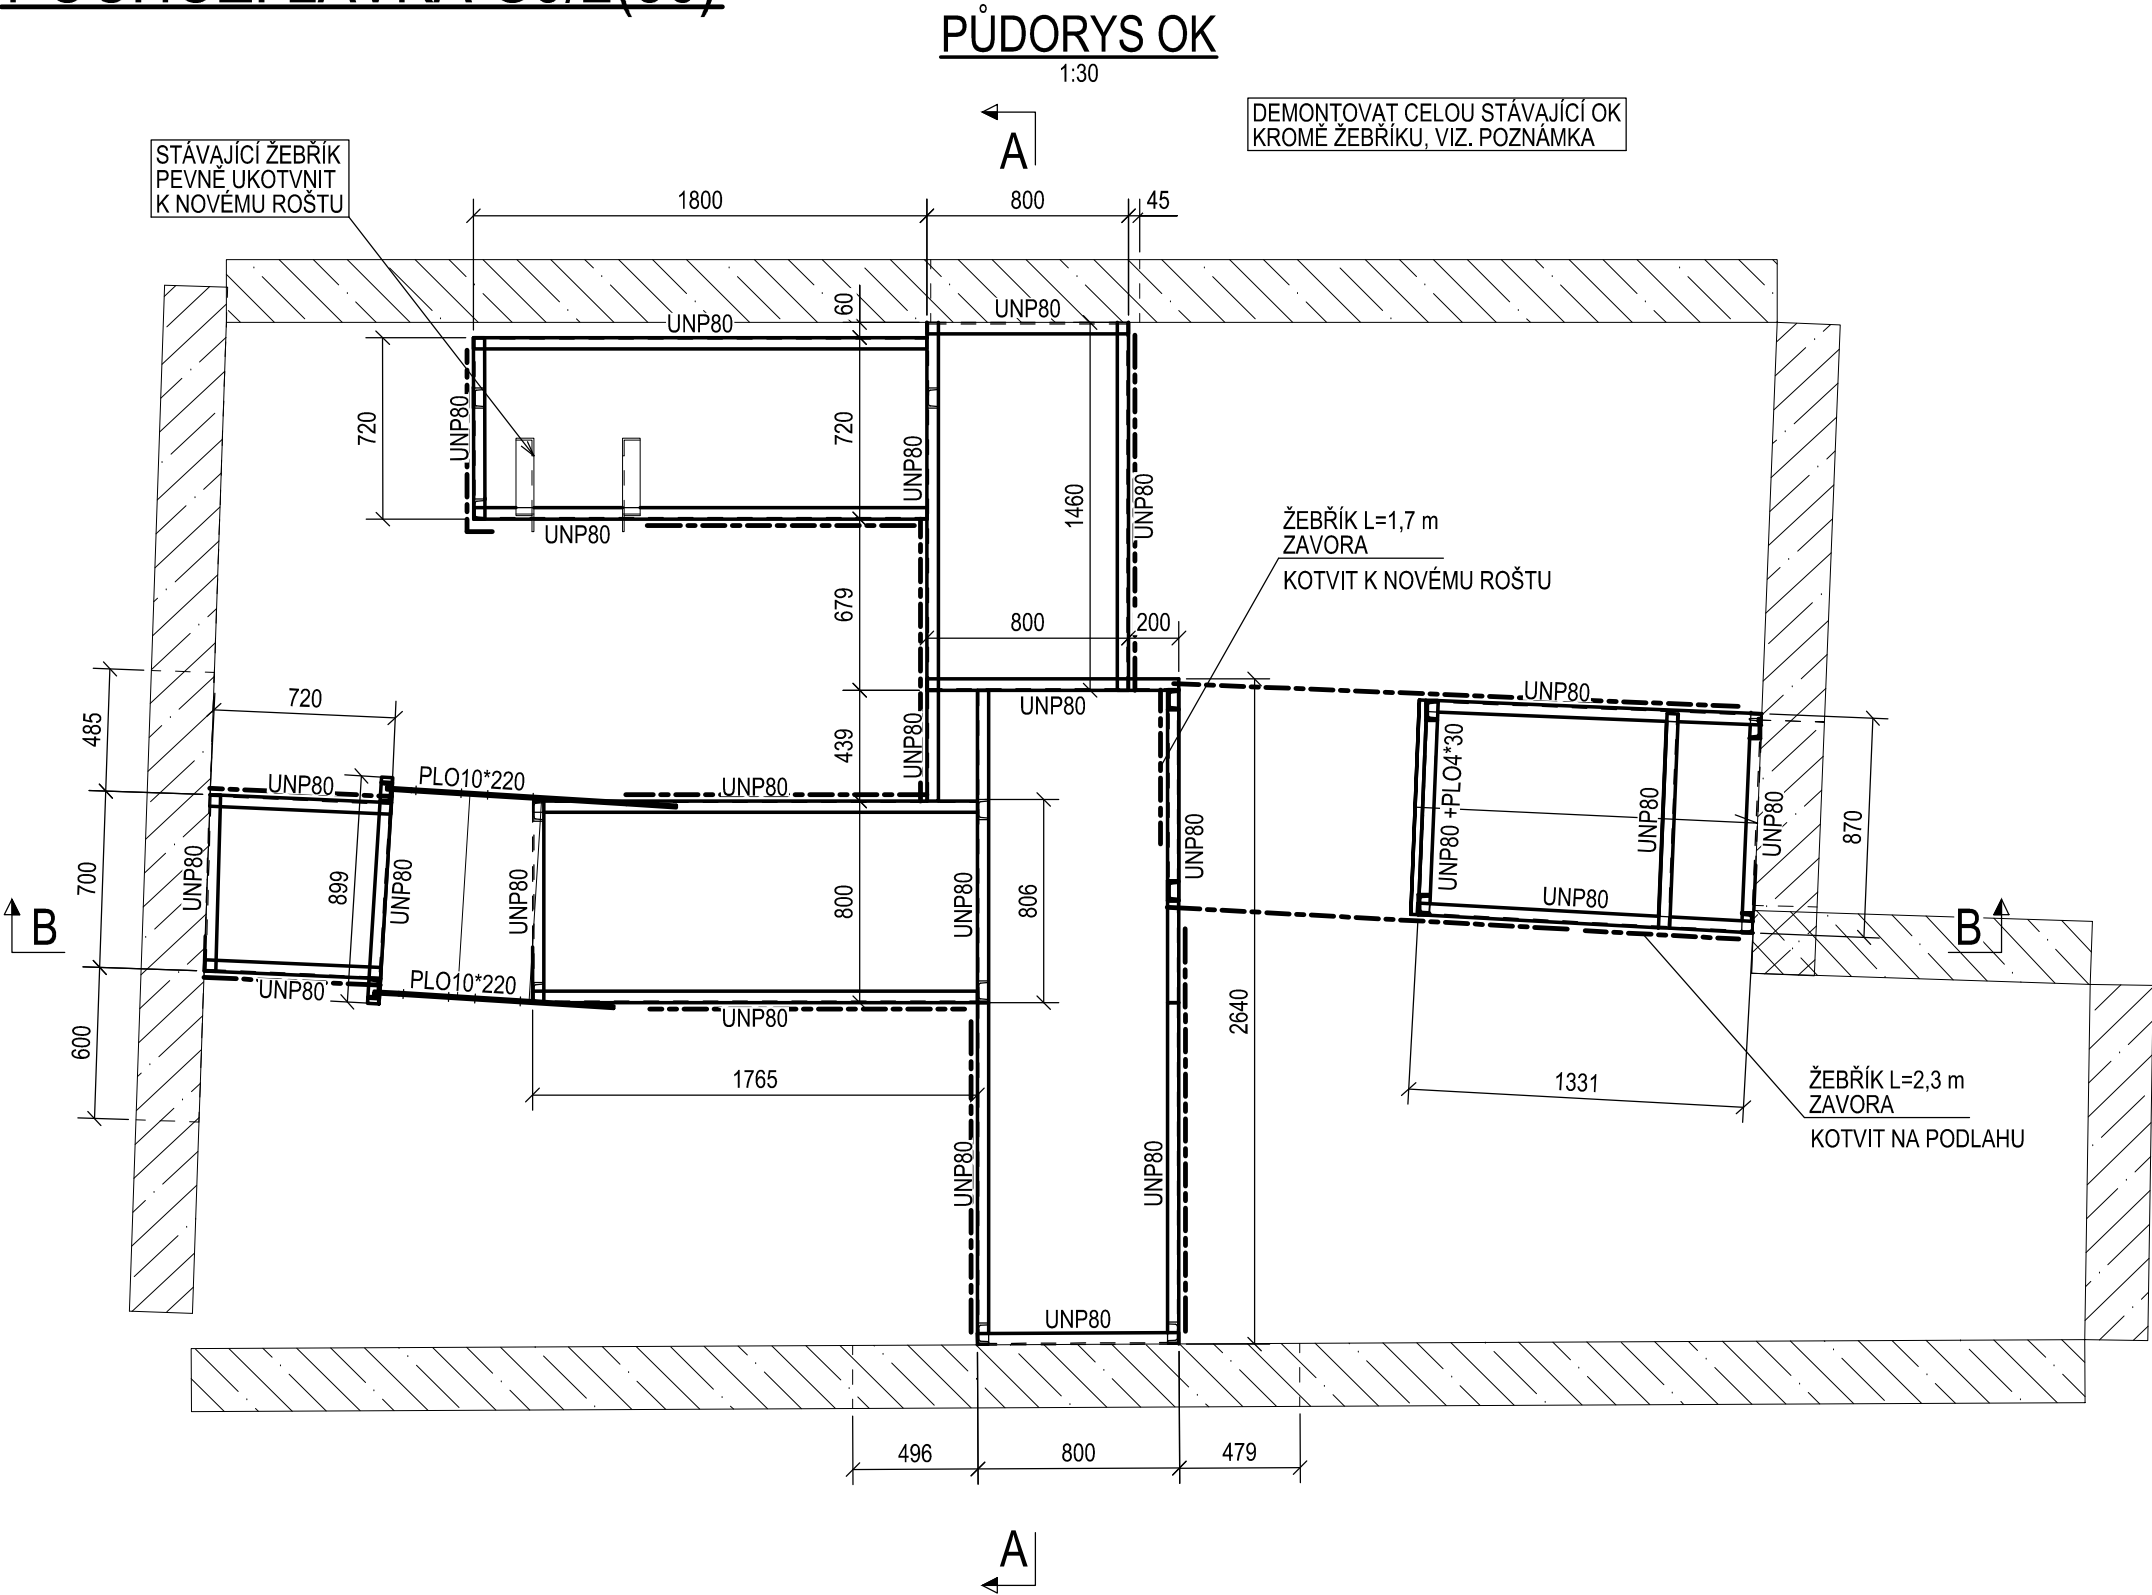 PŮDORYS OK
1:30
A
DEMONTOVAT CELOU STÁVAJÍCÍ OK
KROMĚ ŽEBŘÍKU, VIZ. POZNÁMKA
STÁVAJÍCÍ ŽEBŘÍK
PEVNĚ UKOTVNIT
K NOVÉMU ROŠTU
1800
800
45
60
UNP80
UNP80
720
UNP80
720
UNP80
1460
UNP80
UNP80
ŽEBŘÍK L=1,7 m
ZAVORA
KOTVIT K NOVÉMU ROŠTU
679
800
200
485
720
UNP80
439
UNP80
UNP80
UNP80
PLO10*220
UNP80
UNP80 +PLO4*30
UNP80
UNP80
870
700
UNP80
899
UNP80
UNP80
800
UNP80
806
UNP80
UNP80
B
B
UNP80
PLO10*220
UNP80
2640
600
1765
1331
ŽEBŘÍK L=2,3 m
ZAVORA
KOTVIT NA PODLAHU
UNP80
UNP80
UNP80
496
800
479
A